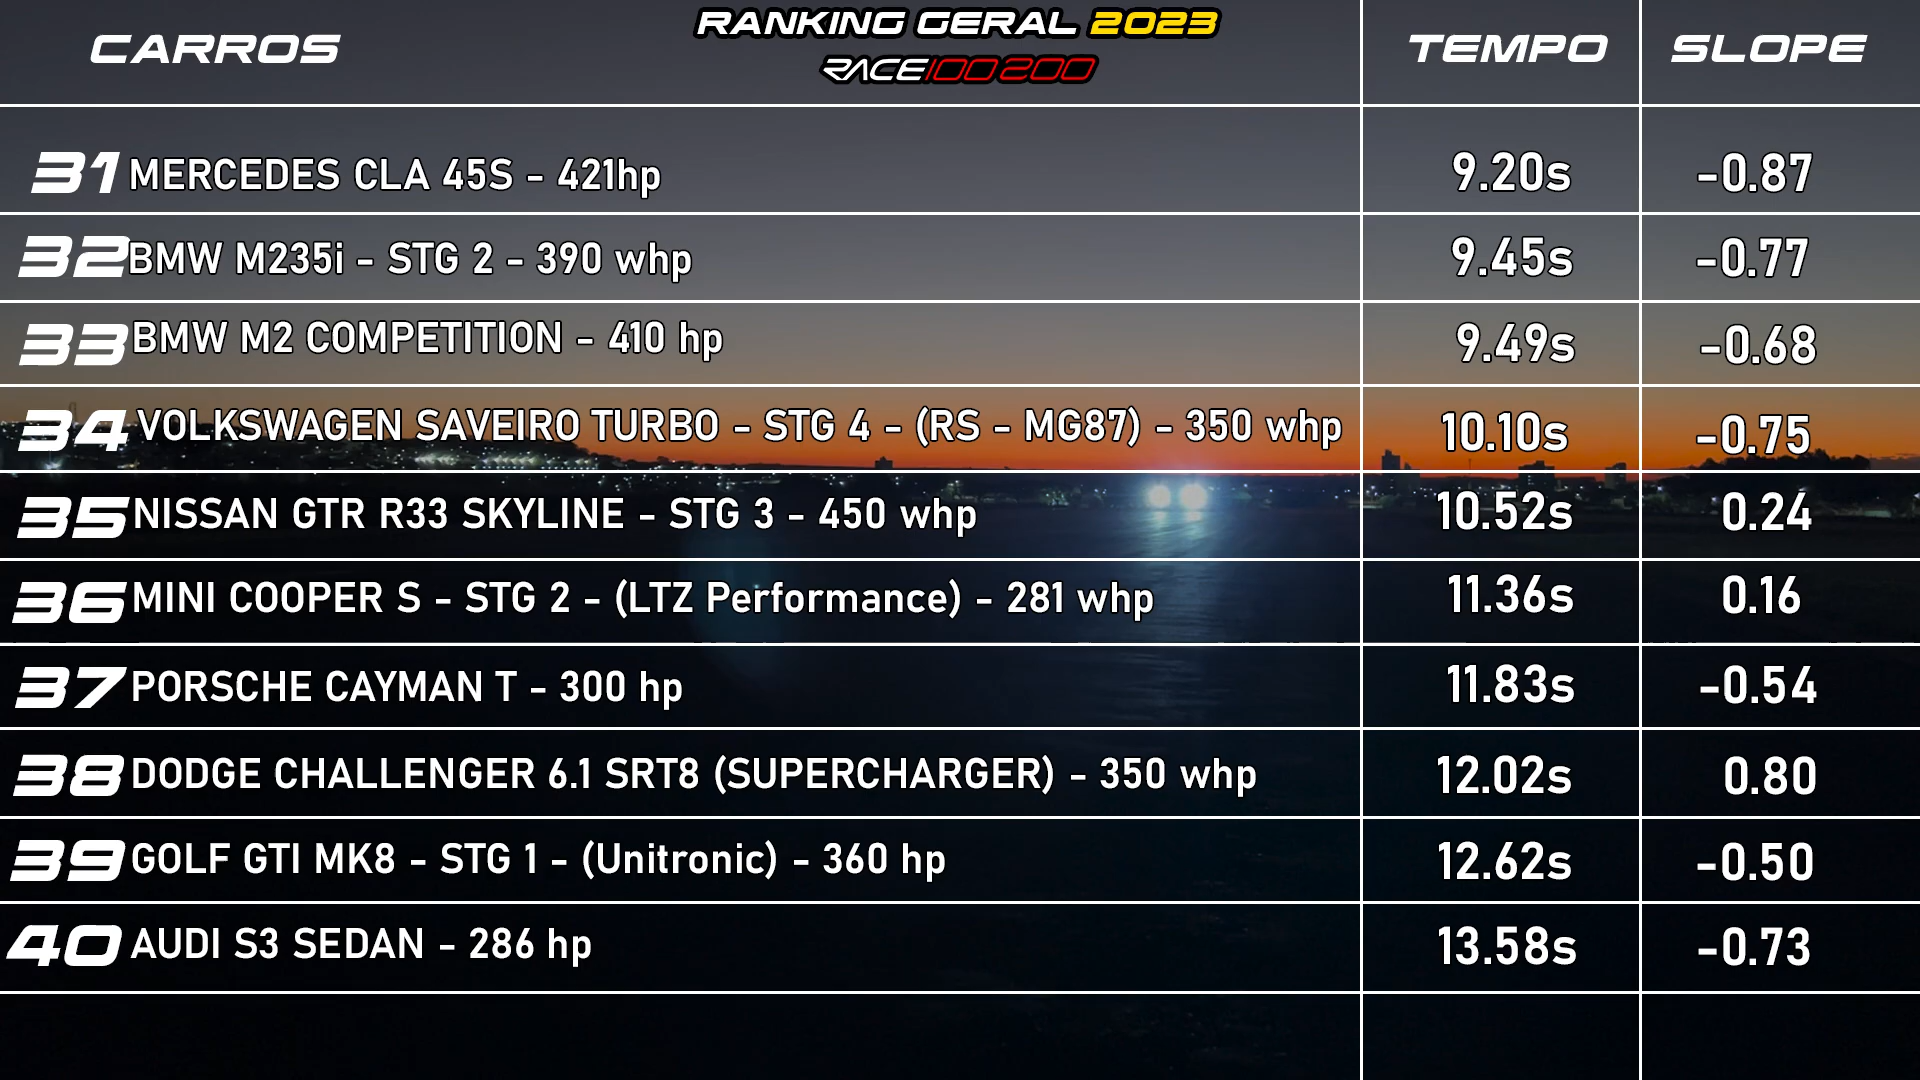 CARROS
RANKING GERAL 2023
RACE100200
TEMPO
SLOPE
31 MERCEDES CLA 45S - 421hp 9.20s -0.87
32 BMW M235i - STG 2 - 390 whp 9.45s -0.77
33 BMW M2 COMPETITION - 410 hp 9.49s -0.68
34 VOLKSWAGEN SAVEIRO TURBO - STG 4 - (RS - MG87) - 350 whp 10.10s -0.75
35 NISSAN GTR R33 SKYLINE - STG 3 - 450 whp 10.52s 0.24
36 MINI COOPER S - STG 2 - (LTZ Performance) - 281 whp 11.36s 0.16
37 PORSCHE CAYMAN T - 300 hp 11.83s -0.54
38 DODGE CHALLENGER 6.1 SRT8 (SUPERCHARGER) - 350 whp 12.02s 0.80
39 GOLF GTI MK8 - STG 1 - (Unitronic) - 360 hp 12.62s -0.50
40 AUDI S3 SEDAN - 286 hp 13.58s -0.73